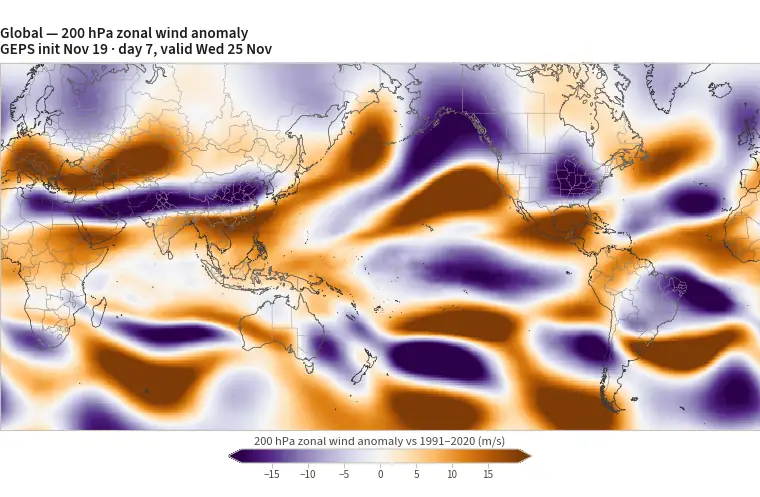 Global — 200 hPa zonal wind anomaly
GEPS init Nov 19 · day 7, valid Wed 25 Nov
200 hPa zonal wind anomaly vs 1991–2020 (m/s)
−15 −10 −5 0 5 10 15